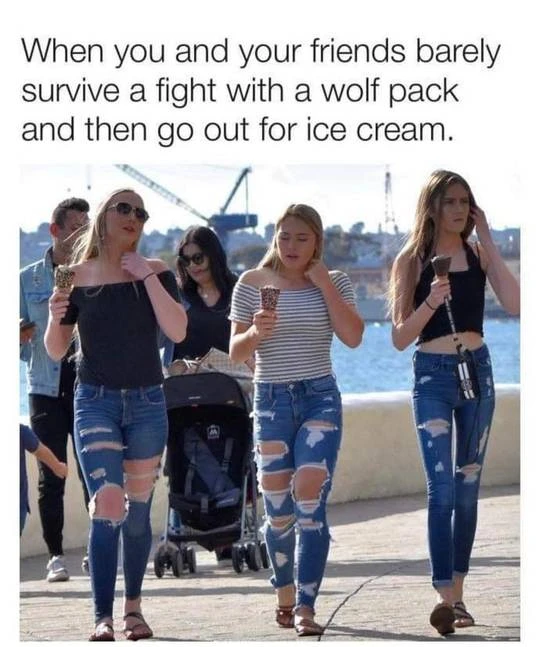 When you and your friends barely
survive a fight with a wolf pack
and then go out for ice cream.